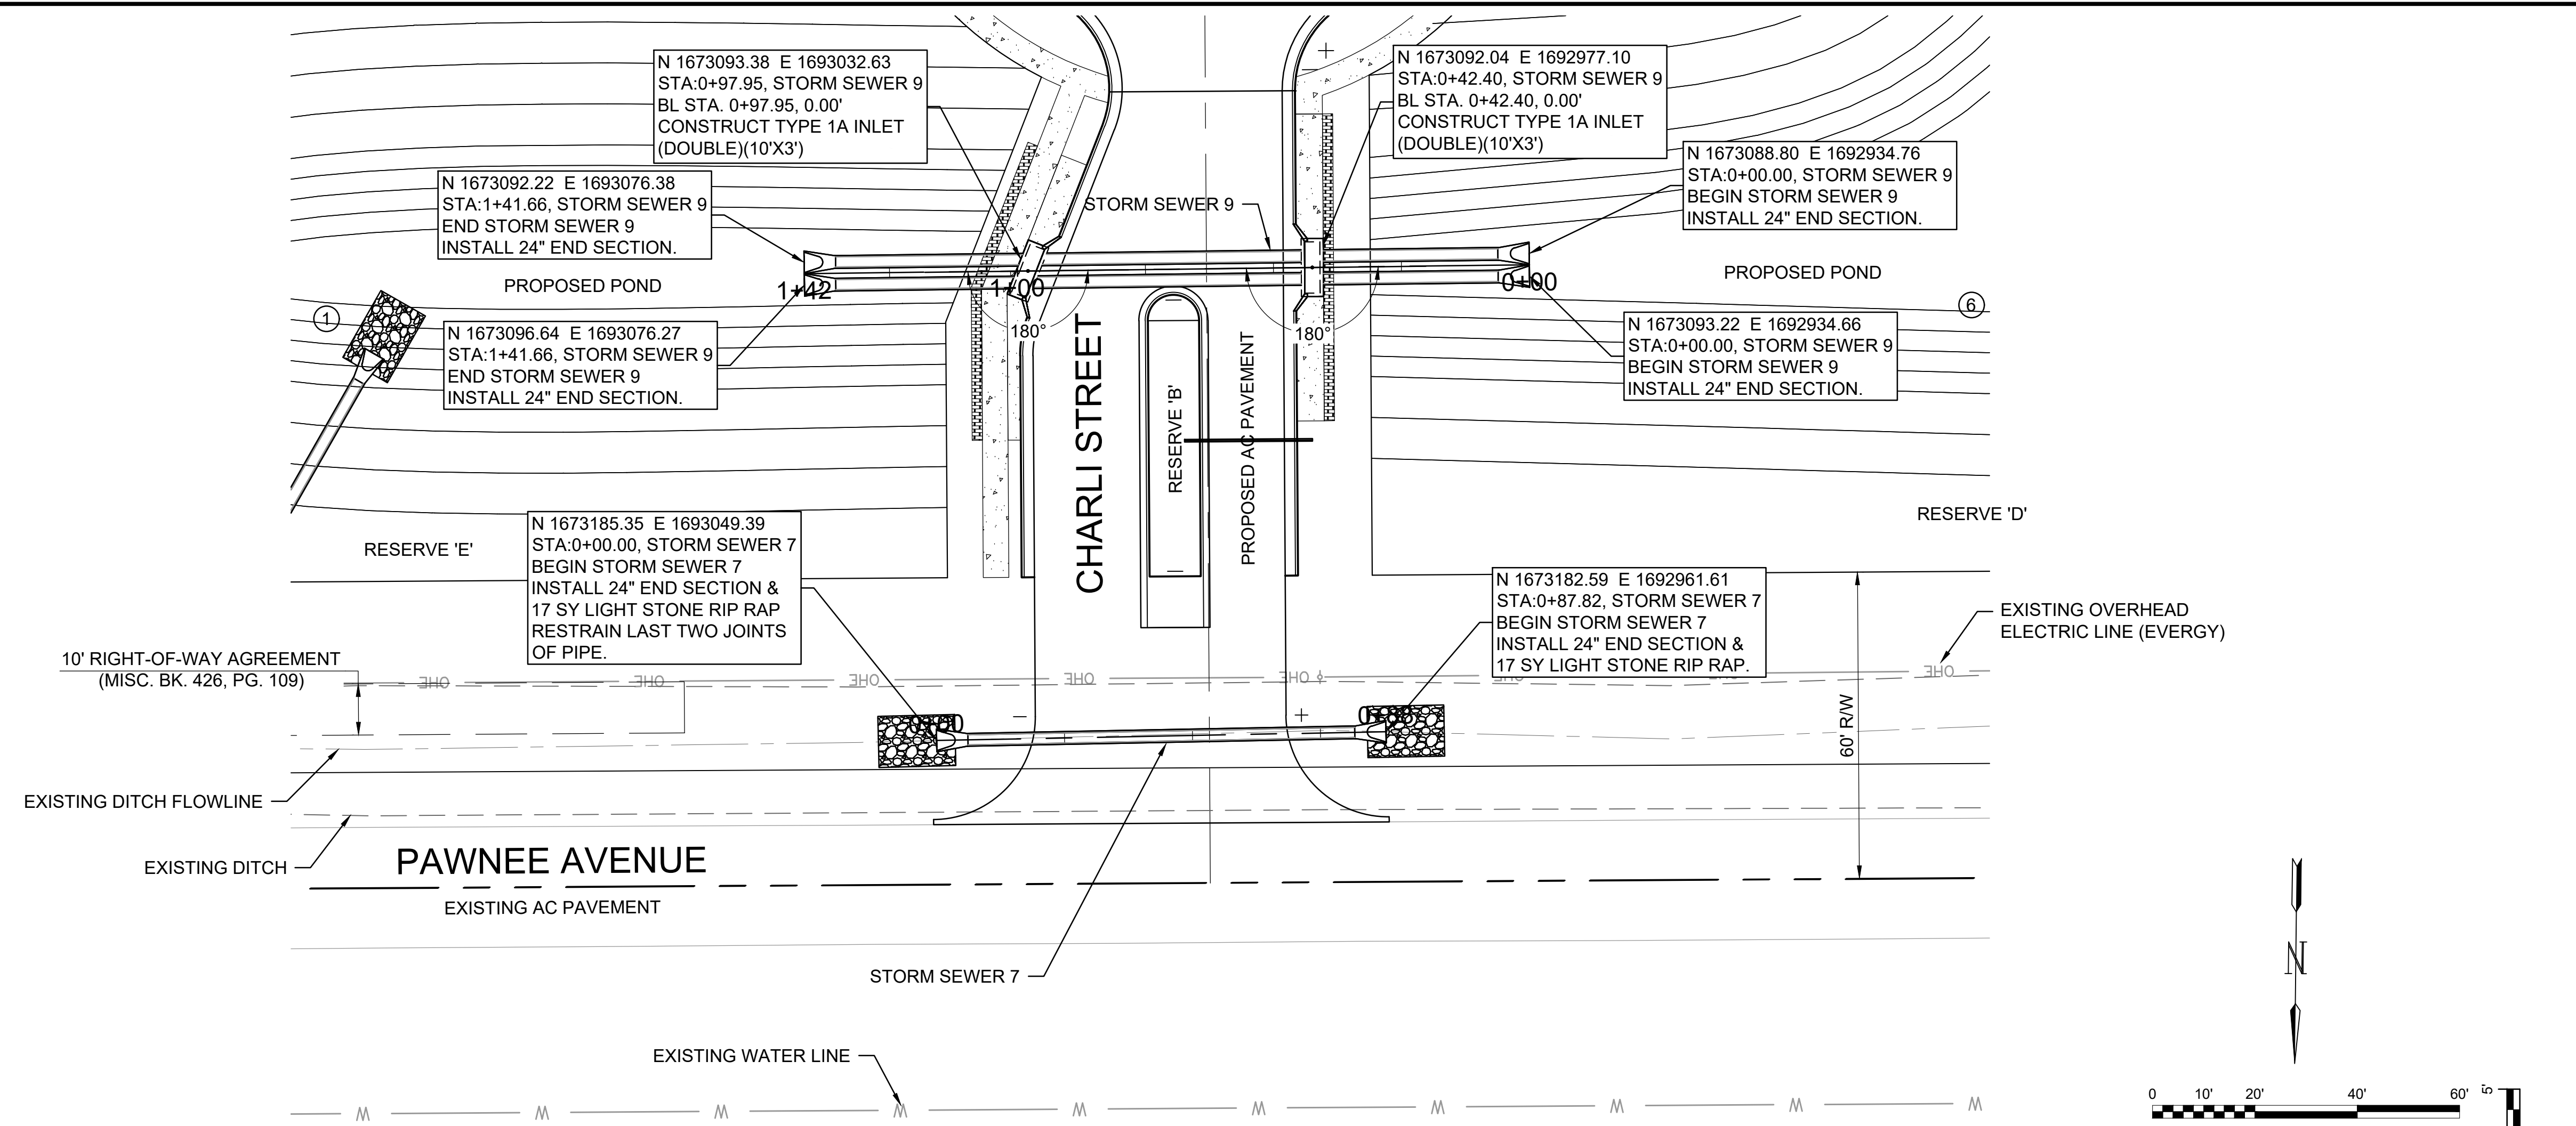 N 1673093.38  E 1693032.63
STA:0+97.95, STORM SEWER 9
BL STA. 0+97.95, 0.00'
CONSTRUCT TYPE 1A INLET
(DOUBLE)(10'X3')
N 1673092.04  E 1692977.10
STA:0+42.40, STORM SEWER 9
BL STA. 0+42.40, 0.00'
CONSTRUCT TYPE 1A INLET
(DOUBLE)(10'X3')
N 1673088.80  E 1692934.76
STA:0+00.00, STORM SEWER 9
BEGIN STORM SEWER 9
INSTALL 24" END SECTION.
N 1673092.22  E 1693076.38
STA:1+41.66, STORM SEWER 9
END STORM SEWER 9
INSTALL 24" END SECTION.
STORM SEWER 9
PROPOSED POND
PROPOSED POND
1+42
1+00
0+00
1
6
N 1673096.64  E 1693076.27
STA:1+41.66, STORM SEWER 9
END STORM SEWER 9
INSTALL 24" END SECTION.
180°
180°
N 1673093.22  E 1692934.66
STA:0+00.00, STORM SEWER 9
BEGIN STORM SEWER 9
INSTALL 24" END SECTION.
CHARLI STREET
RESERVE 'B'
PROPOSED AC PAVEMENT
RESERVE 'E'
RESERVE 'D'
N 1673185.35  E 1693049.39
STA:0+00.00, STORM SEWER 7
BEGIN STORM SEWER 7
INSTALL 24" END SECTION &
17 SY LIGHT STONE RIP RAP
RESTRAIN LAST TWO JOINTS
OF PIPE.
N 1673182.59  E 1692961.61
STA:0+87.82, STORM SEWER 7
BEGIN STORM SEWER 7
INSTALL 24" END SECTION &
17 SY LIGHT STONE RIP RAP.
EXISTING OVERHEAD
ELECTRIC LINE (EVERGY)
10' RIGHT-OF-WAY AGREEMENT
(MISC. BK. 426, PG. 109)
OHE
OHE
OHE
OHE
OHE
OHE
60' R/W
EXISTING DITCH FLOWLINE
EXISTING DITCH
PAWNEE AVENUE
EXISTING AC PAVEMENT
STORM SEWER 7
N
EXISTING WATER LINE
W
W
W
W
W
W
W
W
W
W
0
10'
20'
40'
60'
5'